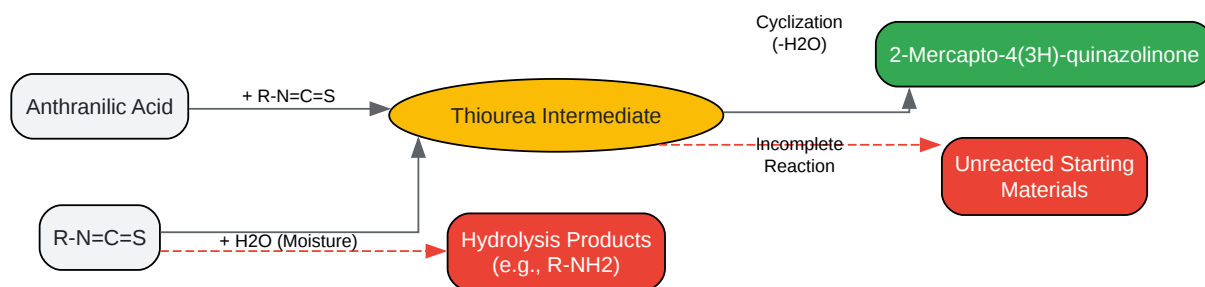 Cyclization
(-H2O)
2-Mercapto-4(3H)-quinazolinone
Anthranilic Acid
+ R-N=C=S
Thiourea Intermediate
Incomplete
Reaction
Unreacted Starting
Materials
R-N=C=S
+ H2O (Moisture)
Hydrolysis Products
(e.g., R-NH2)